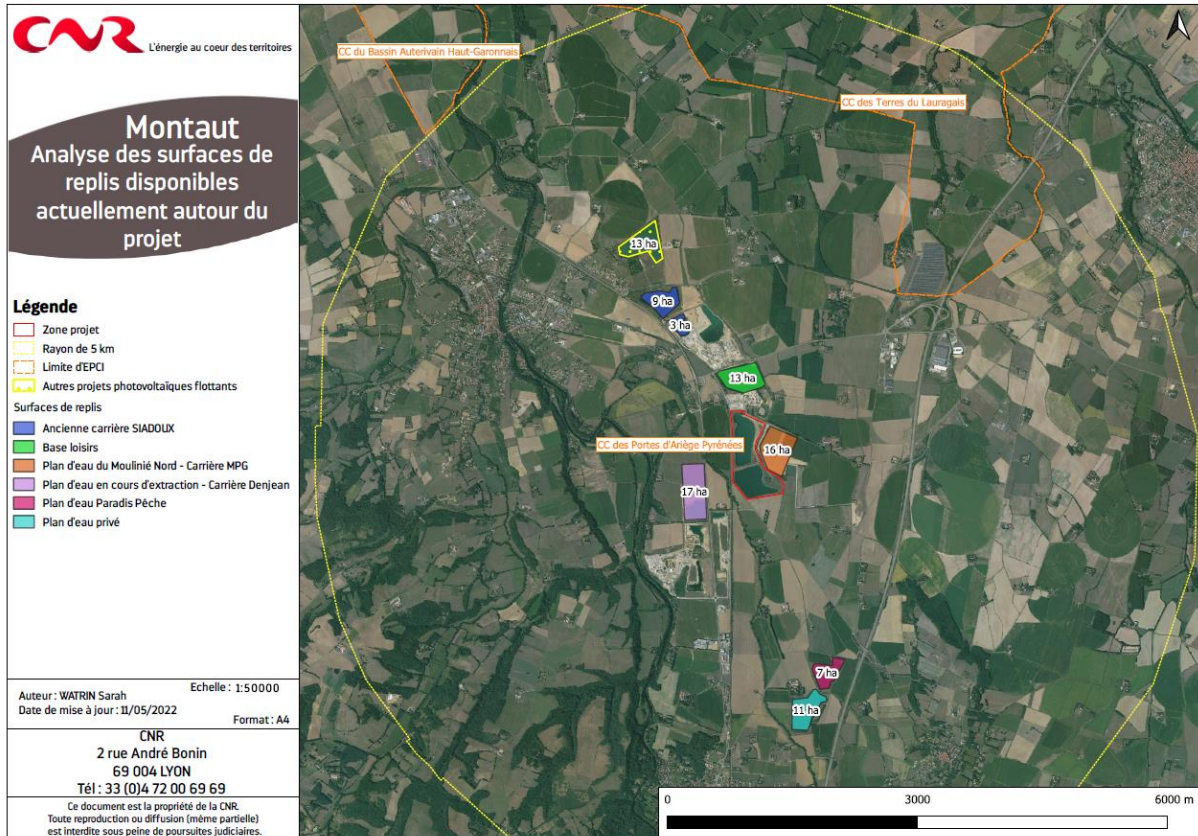 CNR
L'énergie au coeur des territoires
Montaut
Analyse des surfaces de
replis disponibles
actuellement autour du
projet
Légende
Zone projet
Rayon de 5 km
Limite d'EPCI
Autres projets photovoltaïques flottants
Surfaces de replis
Ancienne carrière SIADOUX
Base loisirs
Plan d'eau du Moulinié Nord - Carrière MPG
Plan d'eau en cours d'extraction - Carrière Denjean
Plan d'eau Paradis Pêche
Plan d'eau privé
Auteur : WATRIN Sarah
Echelle : 1:50000
Date de mise à jour : 11/05/2022
Format : A4
CNR
2 rue André Bonin
69 004 LYON
Tél : 33 (0)4 72 00 69 69
Ce document est la propriété de la CNR.
Toute reproduction ou diffusion (même partielle)
est interdite sous peine de poursuites judiciaires.
CC du Bassin Auterivain Haut-Garonnais
CC des Terres du Lauragais
13 ha
9 ha
3 ha
13 ha
CC des Portes d'Ariège Pyrénées
16 ha
17 ha
7 ha
11 ha
0
3000
6000 m